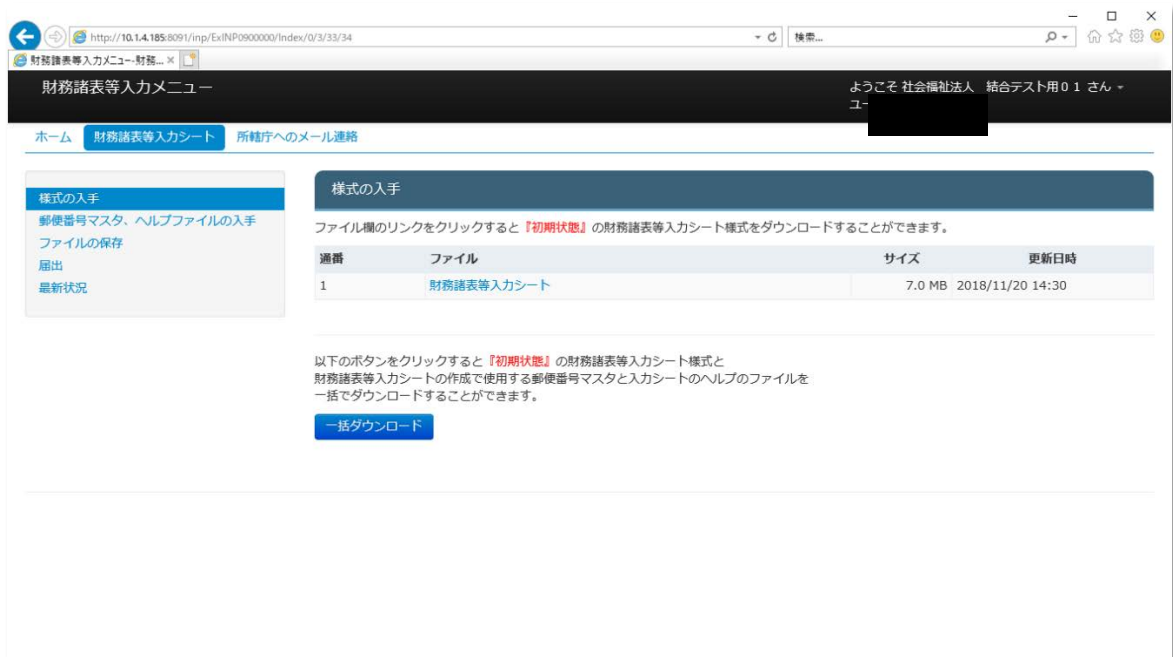 http://10.1.4.185:8091/inp/ExINP0900000/Index/0/3/33/34
検索...
財務諸表等入力メニュー-財務...
財務諸表等入力メニュー
ようこそ 社会福祉法人 結合テスト用01 さん
ユー
ホーム 財務諸表等入力シート 所轄庁へのメール連絡
様式の入手
郵便番号マスタ、ヘルプファイルの入手
ファイルの保存
届出
最新状況
様式の入手
ファイル欄のリンクをクリックすると『初期状態』の財務諸表等入力シート様式をダウンロードすることができます。
通番 ファイル サイズ 更新日時
1 財務諸表等入力シート 7.0 MB 2018/11/20 14:30
以下のボタンをクリックすると『初期状態』の財務諸表等入力シート様式と
財務諸表等入力シートの作成で使用する郵便番号マスタと入力シートのヘルプのファイルを
一括でダウンロードすることができます。
一括ダウンロード